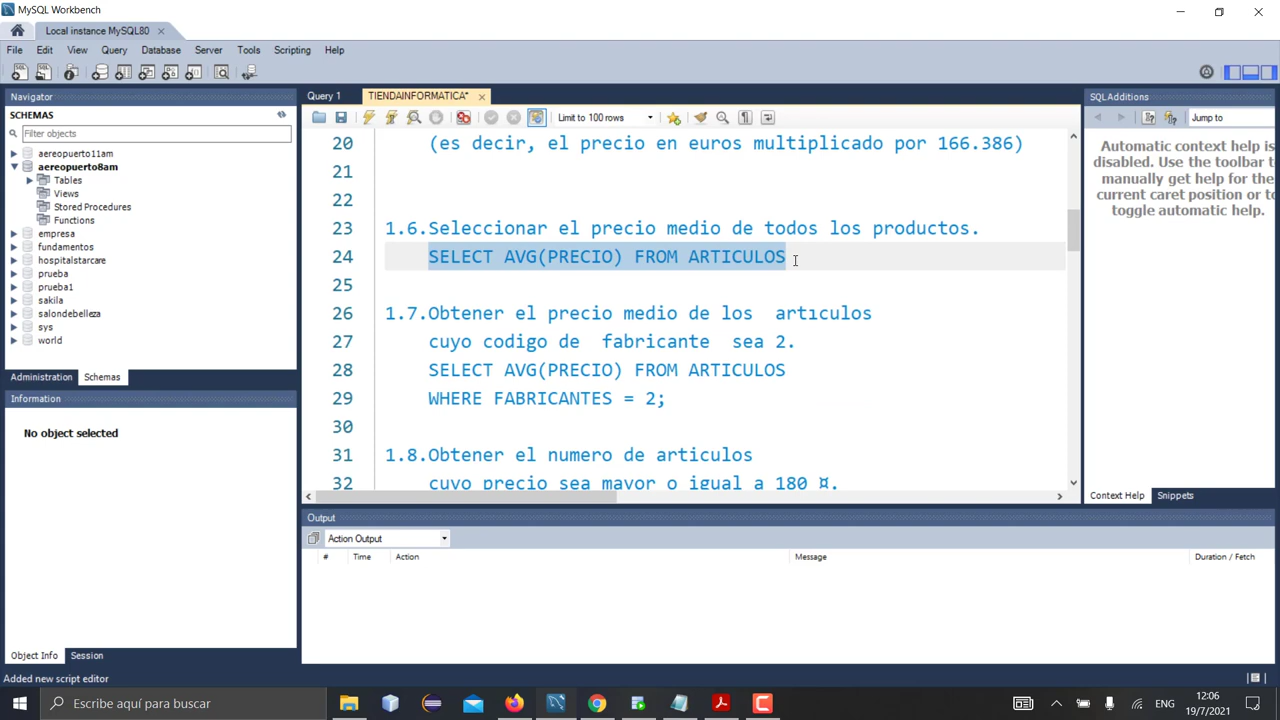 MySQL Workbench
Local instance MySQL80
File Edit View Query Database Server Tools Scripting Help
Navigator
SCHEMAS
Filter objects
aereopuerto11am
aereopuerto8am
Tables
Views
Stored Procedures
Functions
empresa
fundamentos
hospitalstarcare
prueba
prueba1
sakila
salondebelleza
sys
world
Administration Schemas
Information
No object selected
Object Info Session
Added new script editor
Query 1 TIENDAINFORMATICA*
Limit to 100 rows
20 (es decir, el precio en euros multiplicado por 166.386)
21
22
23 1.6.Seleccionar el precio medio de todos los productos.
24 SELECT AVG(PRECIO) FROM ARTICULOS
25
26 1.7.Obtener el precio medio de los artıculos
27 cuyo codigo de fabricante sea 2.
28 SELECT AVG(PRECIO) FROM ARTICULOS
29 WHERE FABRICANTES = 2;
30
31 1.8.Obtener el numero de articulos
32 cuyo precio sea mayor o igual a 180 ¤.
Output
Action Output
# Time Action Message Duration / Fetch
SQLAdditions
Jump to
Automatic context help is
disabled. Use the toolbar t
manually get help for the
current caret position or to
toggle automatic help.
Context Help Snippets
Escribe aquí para buscar
ENG
12:06
19/7/2021